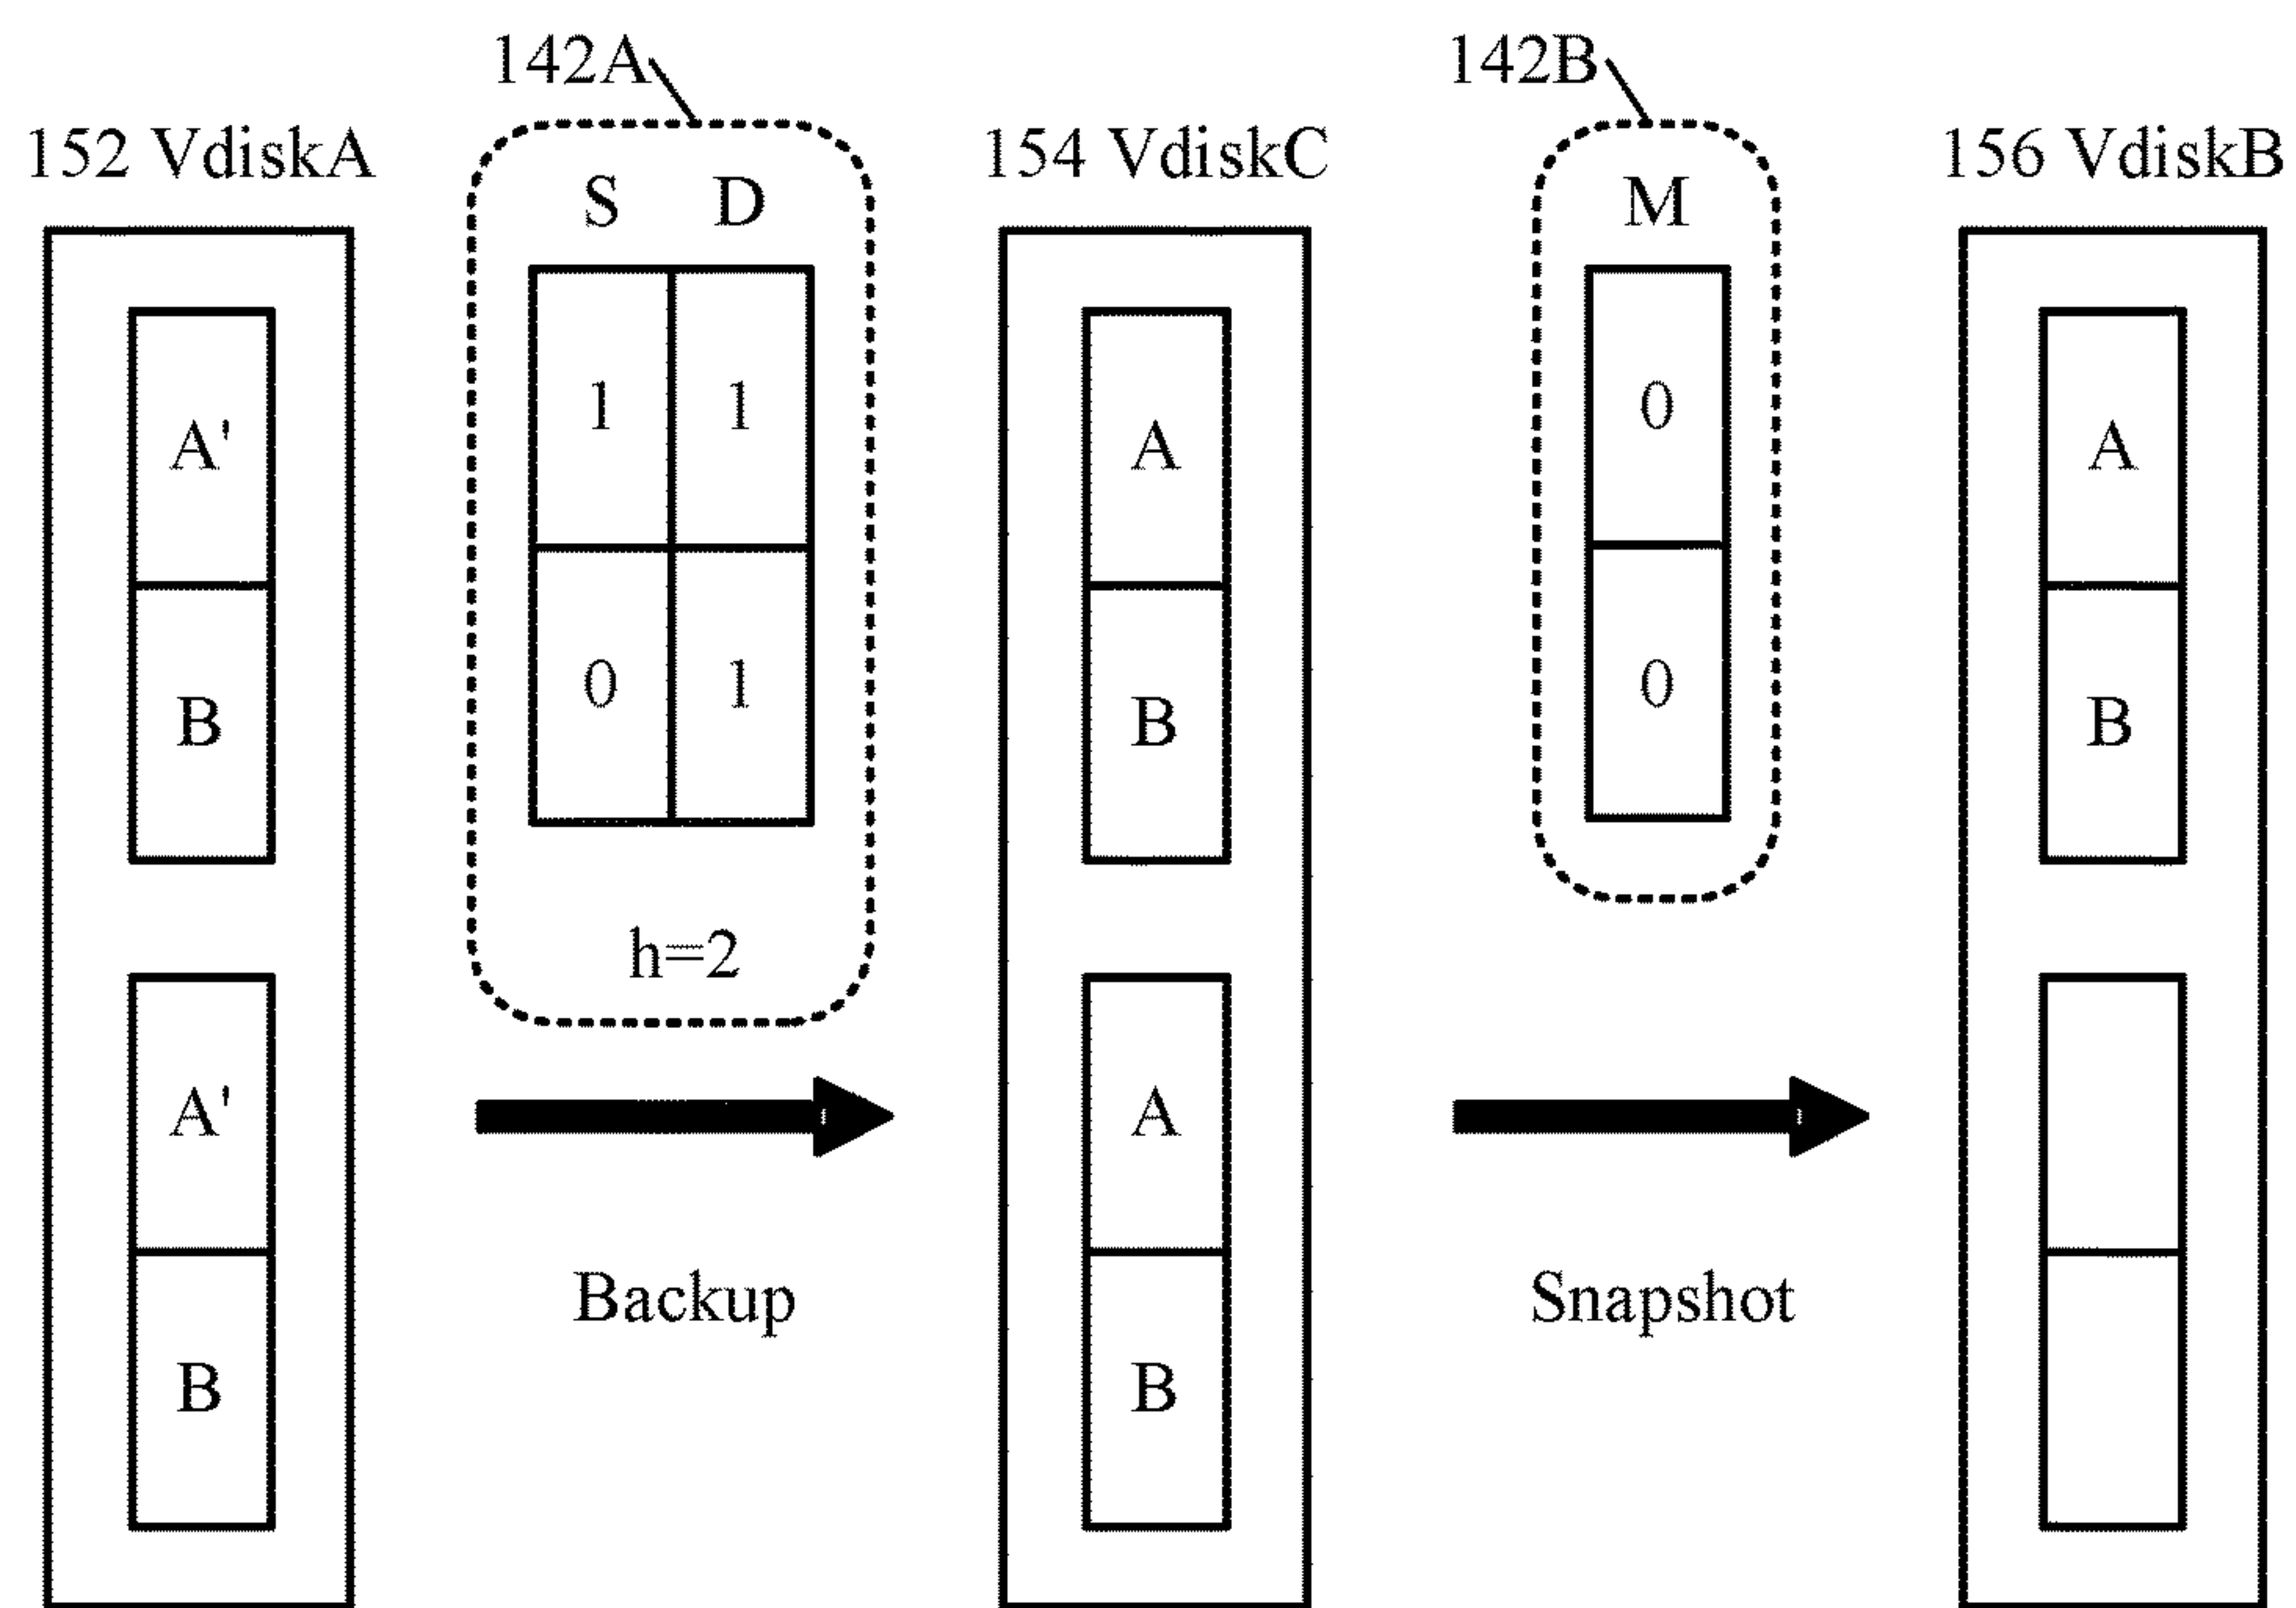 142A
142B
152 VdiskA
154 VdiskC
156 VdiskB
S D
M
1 1
0
A'
A
A
0 1
0
B
B
B
h=2
A'
A
Backup
Snapshot
B
B